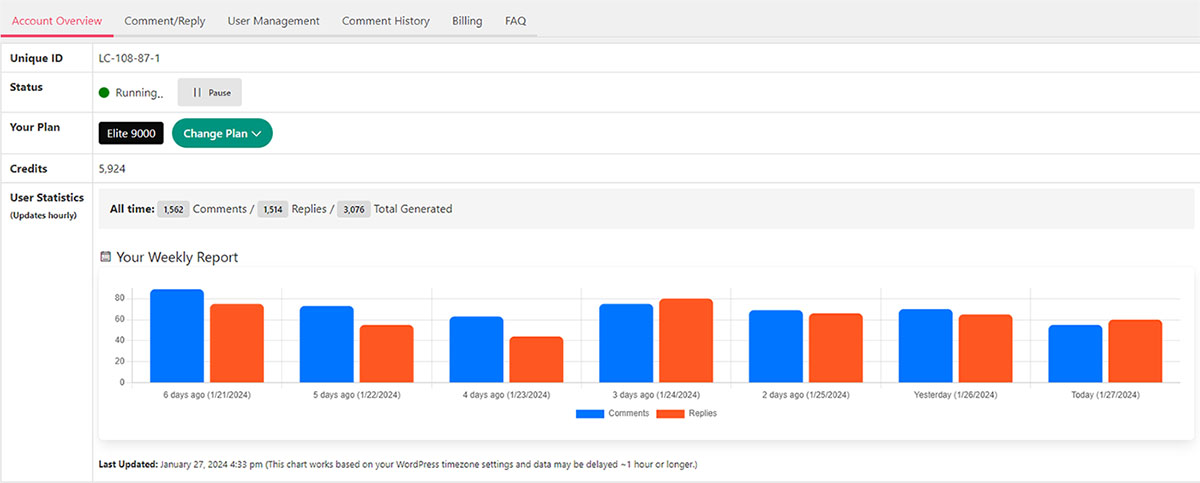 Account Overview Comment/Reply User Management Comment History Billing FAQ
Unique ID LC-108-87-1
Status Running.. Pause
Your Plan Elite 9000 Change Plan
Credits 5,924
User Statistics
(Updates hourly)
All time: 1,562 Comments / 1,514 Replies / 3,076 Total Generated
Your Weekly Report
80
60
40
20
0
6 days ago (1/21/2024) 5 days ago (1/22/2024) 4 days ago (1/23/2024) 3 days ago (1/24/2024) 2 days ago (1/25/2024) Yesterday (1/26/2024) Today (1/27/2024)
Comments Replies
Last Updated: January 27, 2024 4:33 pm (This chart works based on your WordPress timezone settings and data may be delayed ~1 hour or longer.)